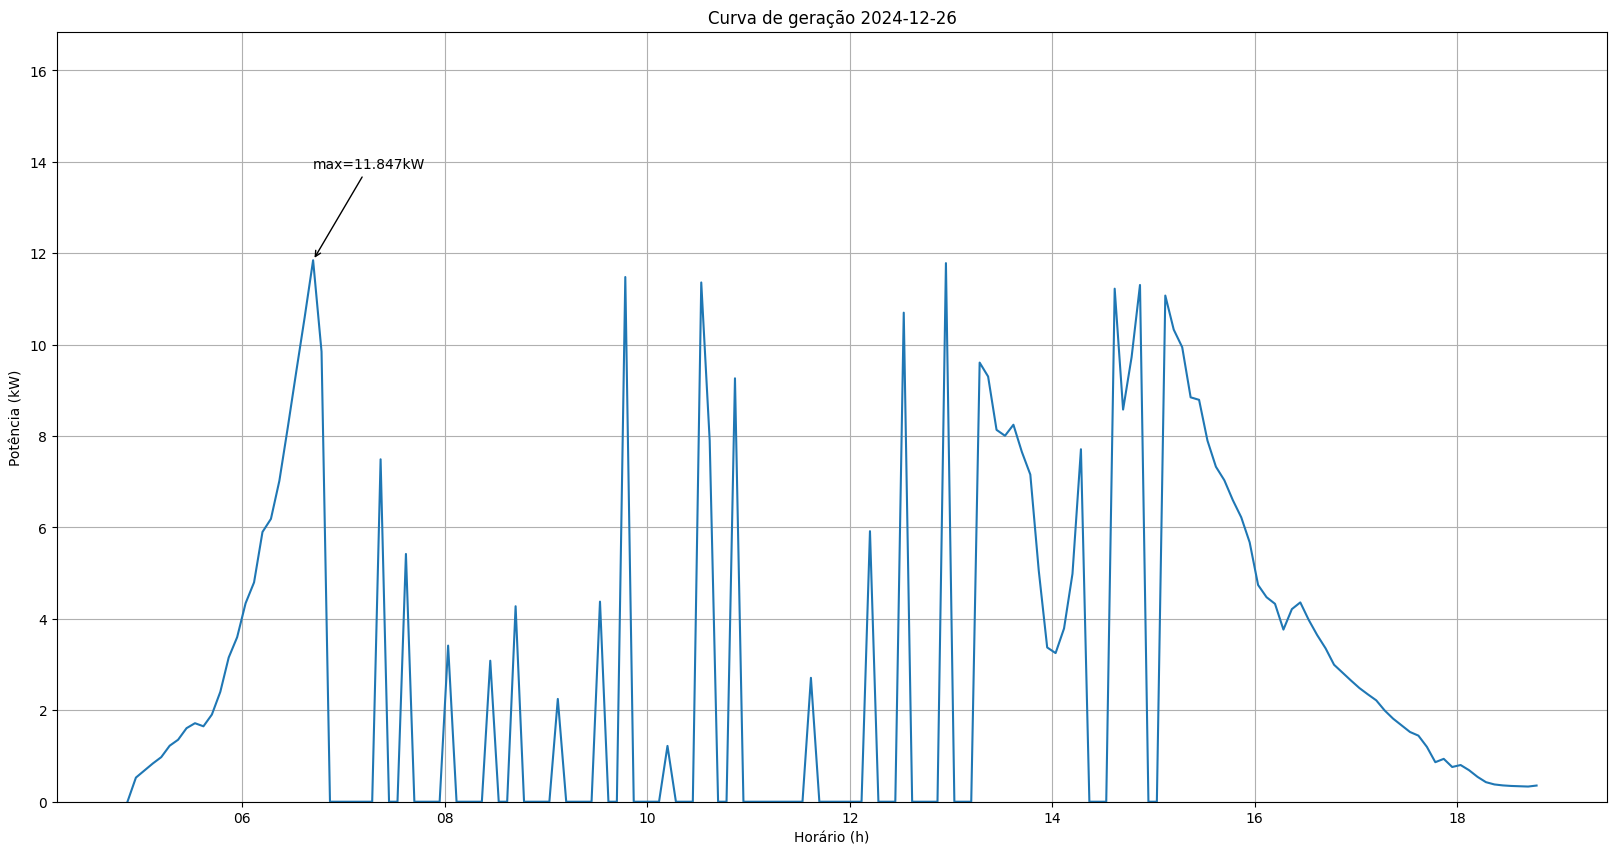 Curva de geração 2024-12-26
16
14
12
10
8
6
4
2
0
max=11.847kW
Potência (kW)
06 08 10 12 14 16 18
Horário (h)